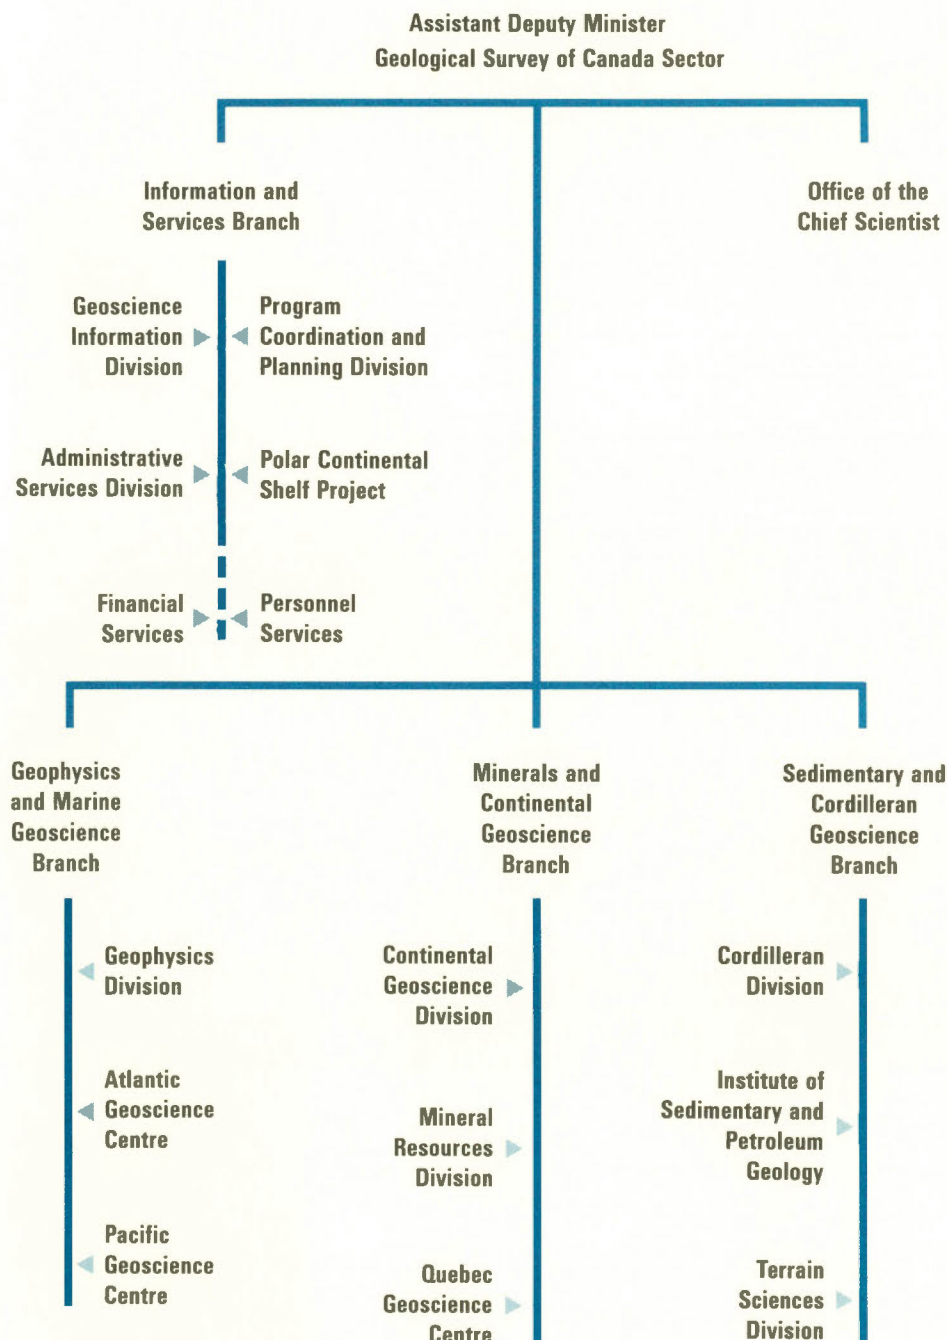 Assistant Deputy Minister
Geological Survey of Canada Sector
Information and
Services Branch
Office of the
Chief Scientist
Geoscience
Information
Division
Program
Coordination and
Planning Division
Administrative
Services Division
Polar Continental
Shelf Project
Financial
Services
Personnel
Services
Geophysics
and Marine
Geoscience
Branch
Minerals and
Continental
Geoscience
Branch
Sedimentary and
Cordilleran
Geoscience
Branch
Geophysics
Division
Atlantic
Geoscience
Centre
Pacific
Geoscience
Centre
Continental
Geoscience
Division
Mineral
Resources
Division
Quebec
Geoscience
Centre
Cordilleran
Division
Institute of
Sedimentary and
Petroleum
Geology
Terrain
Sciences
Division